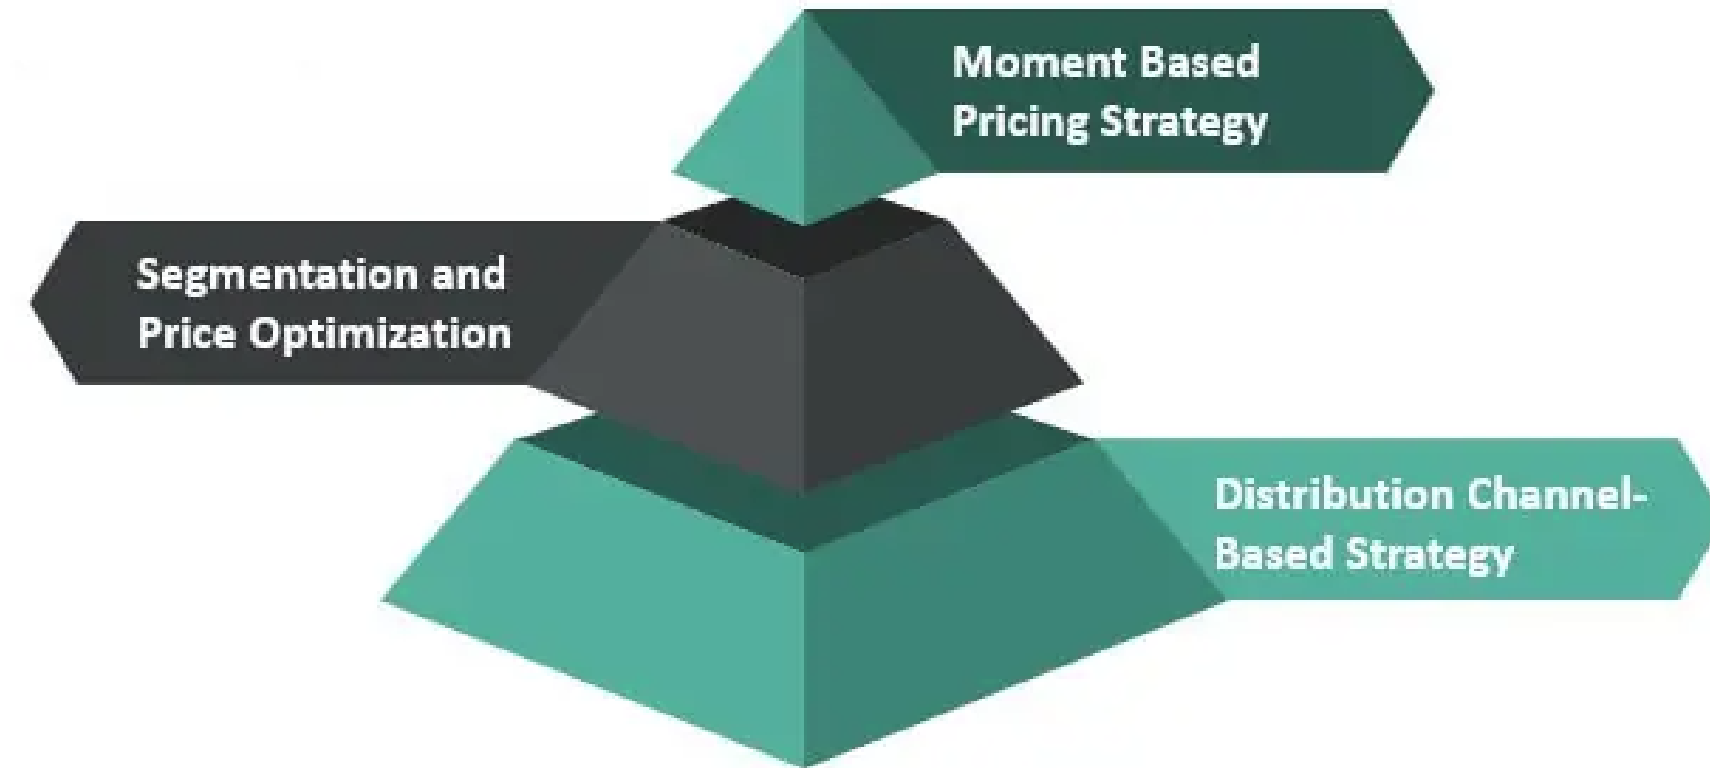 Moment Based
Pricing Strategy
Segmentation and
Price Optimization
Distribution Channel-
Based Strategy